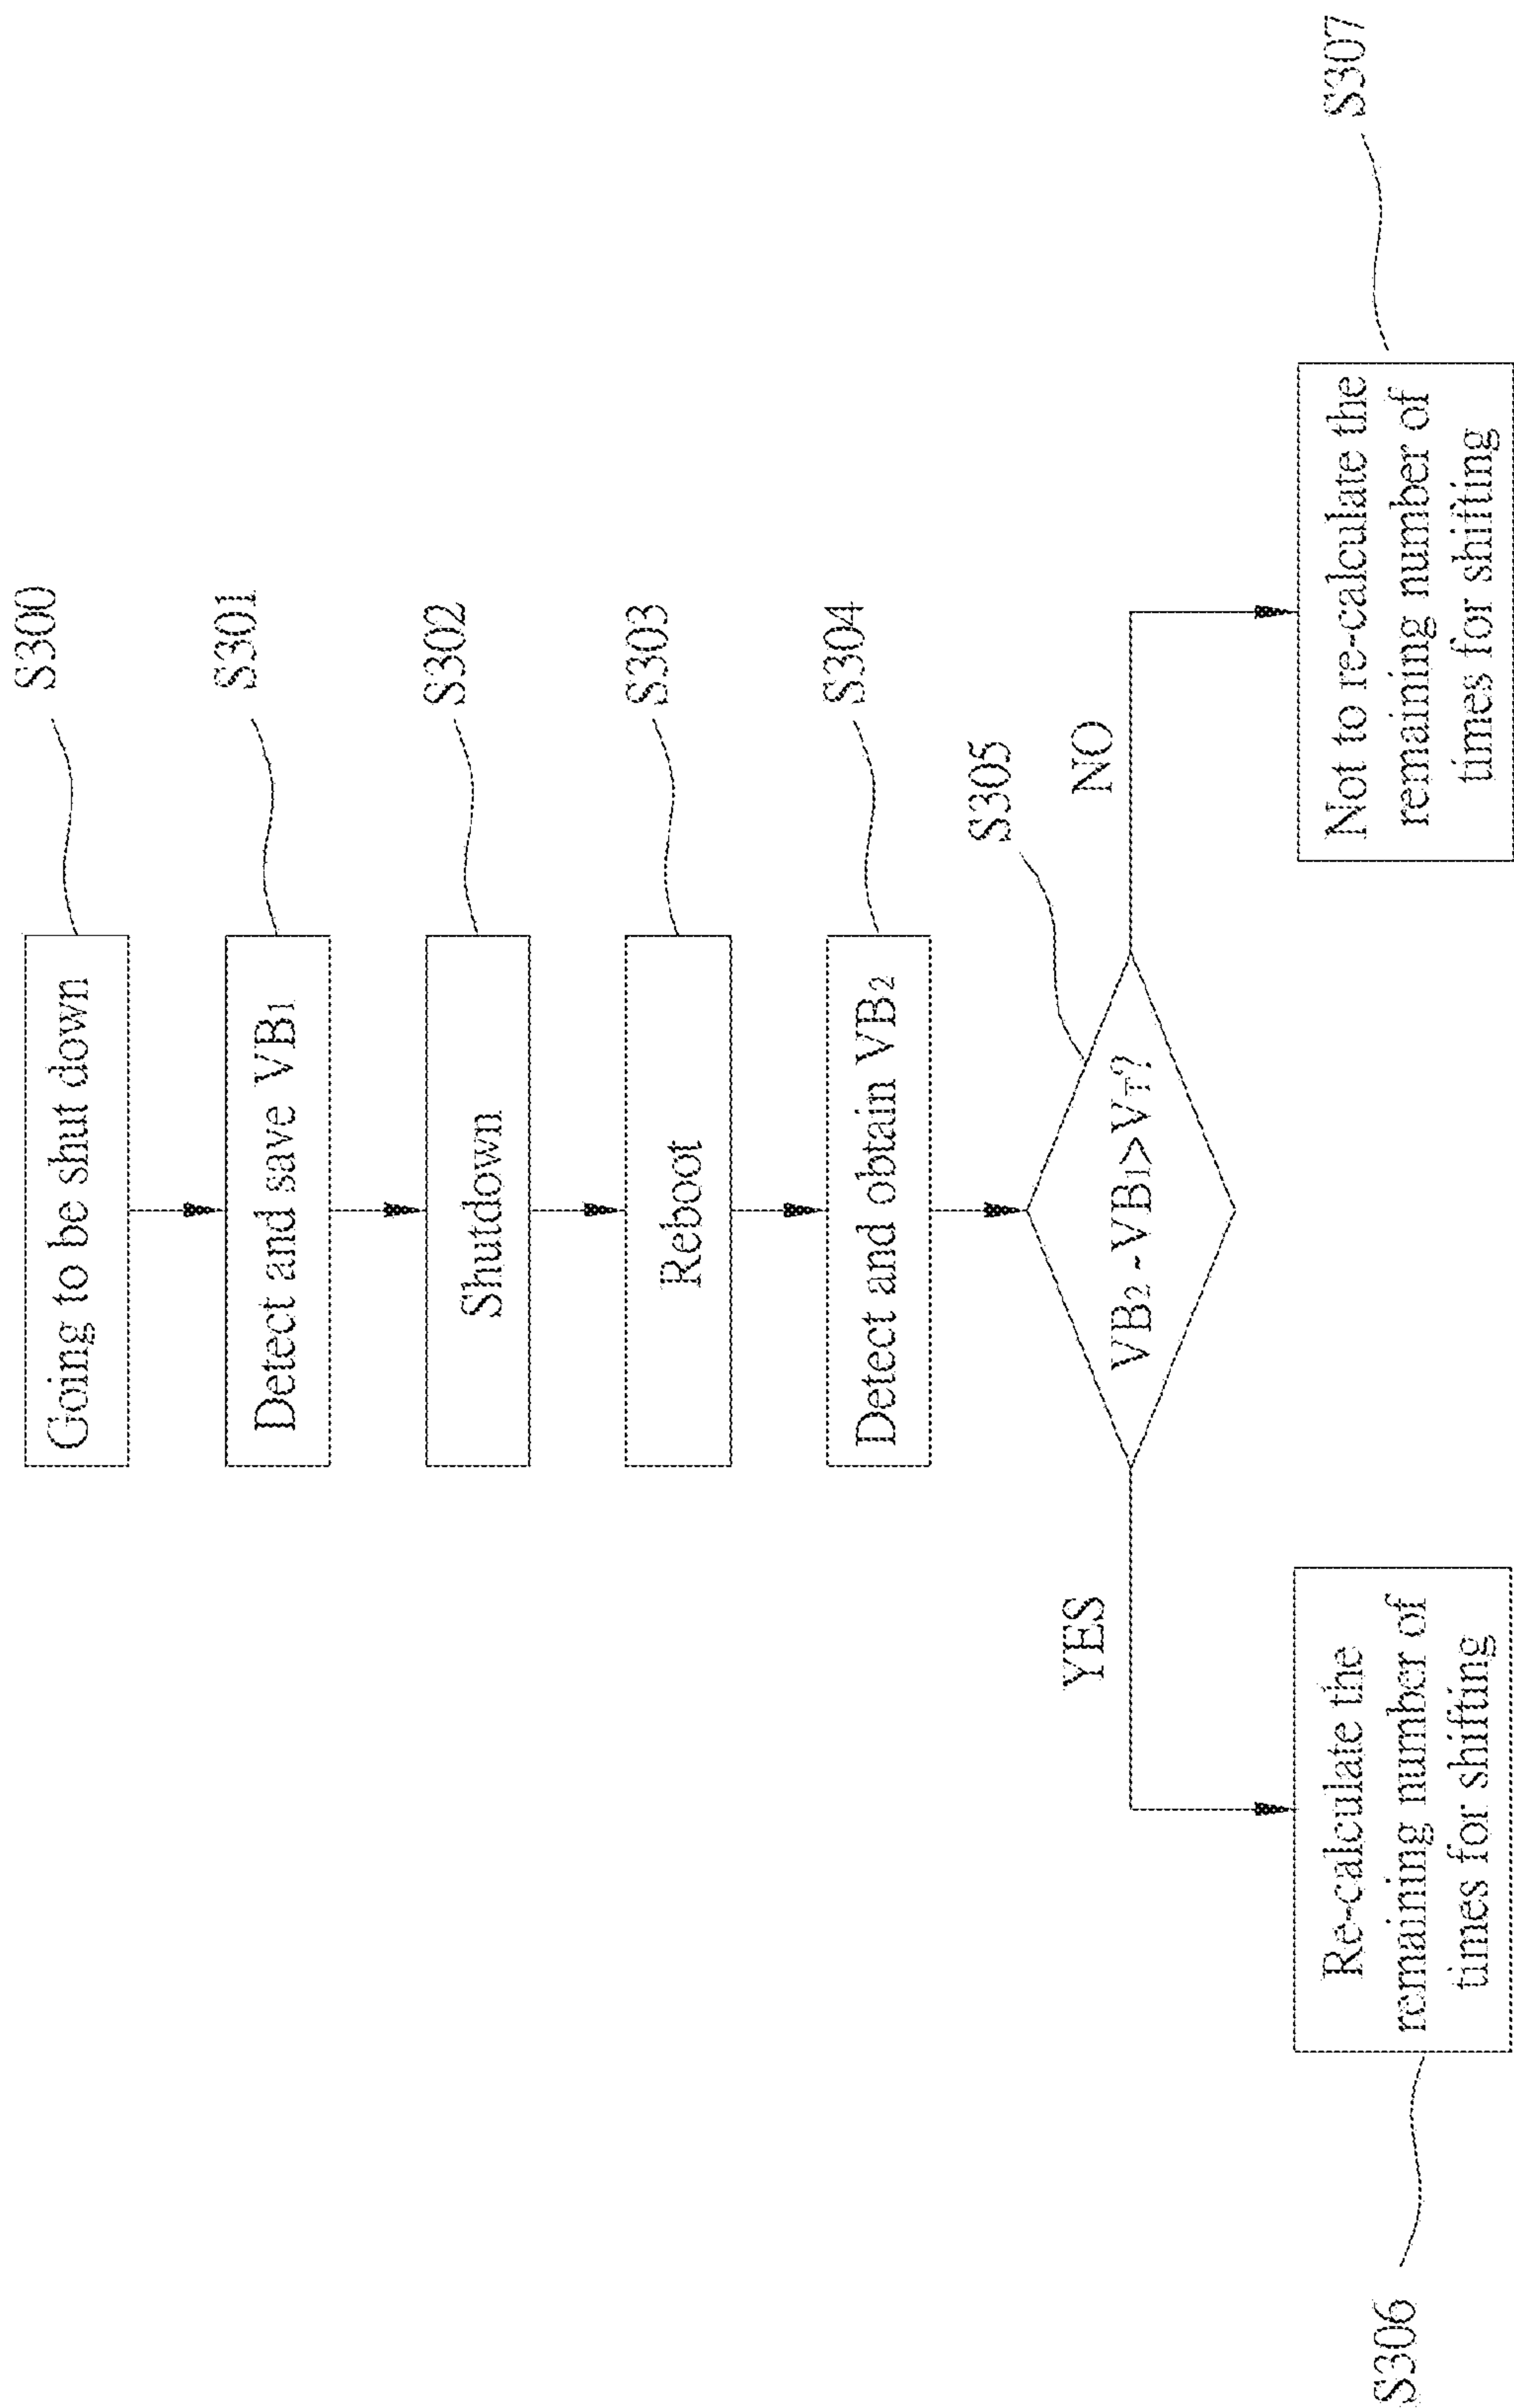 Going to be shut down
S300
Detect and save VB1
S301
Shutdown
S302
Reboot
S303
Detect and obtain VB2
S304
VB2 - VB1>VT?
S305
YES
NO
Re-calculate the
remaining number of
times for shifting
S306
Not to re-calculate the
remaining number of
times for shifting
S307